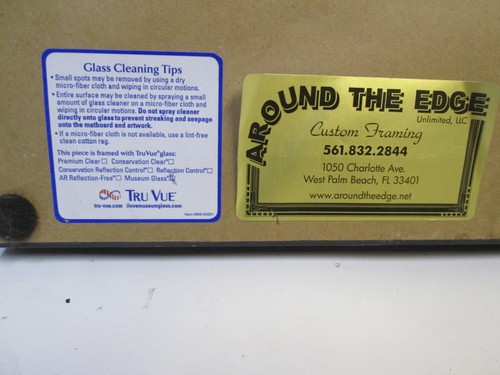 Glass Cleaning Tips
• Small spots may be removed by using a dry
micro-fiber cloth and wiping in circular motions.
• Entire surface may be cleaned by spraying a small
amount of glass cleaner on a micro-fiber cloth and
wiping in circular motions. Do not spray cleaner
directly onto glass to prevent streaking and seepage
onto the matboard and artwork.
• If a micro-fiber cloth is not available, use a lint-free
clean cotton rag.
This piece is framed with Tru Vue® glass:
Premium Clear☐ Conservation Clear®☐
Conservation Reflection Control®☐ Reflection Control®☐
AR Reflection-Free®☐ Museum Glass®☑
TRU VUE®
tru-vue.com ilovemuseumglass.com
AROUND THE EDGE
Unlimited, LLC
Custom Framing
561.832.2844
1050 Charlotte Ave.
West Palm Beach, FL 33401
www.aroundtheedge.net